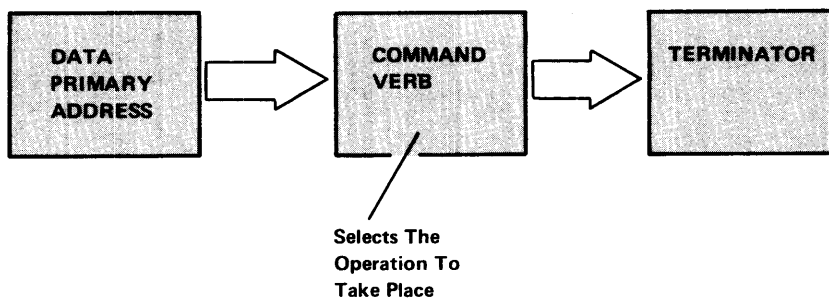 DATA
PRIMARY
ADDRESS
COMMAND
VERB
TERMINATOR
Selects The
Operation To
Take Place